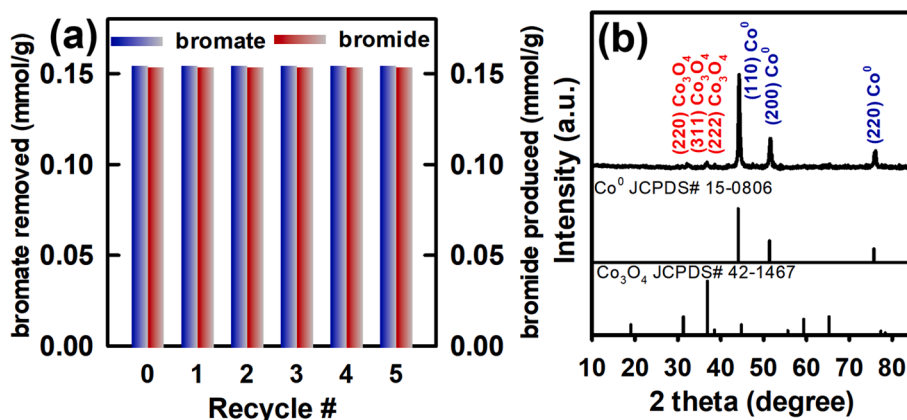 (a)
bromate
bromide
bromate removed (mmol/g)
0.15
0.10
0.05
0.00
0.15
0.10
0.05
0.00
bromide produced (mmol/g)
0 1 2 3 4 5
Recycle #
(b)
Intensity (a.u.)
(220) Co₃O₄
(311) Co₃O₄
(222) Co₃O₄
(110) Co⁰
(200) Co⁰
(220) Co⁰
Co⁰ JCPDS# 15-0806
Co₃O₄ JCPDS# 42-1467
10 20 30 40 50 60 70 80
2 theta (degree)